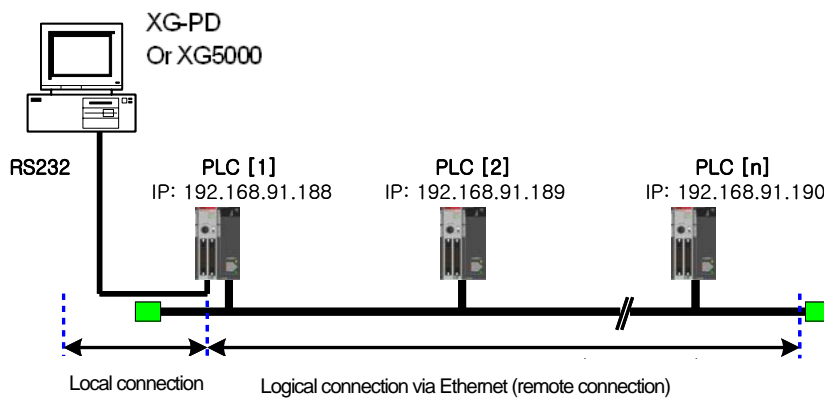 XG-PD
Or XG5000
RS232
PLC [1]
IP: 192.168.91.188
PLC [2]
IP: 192.168.91.189
PLC [n]
IP: 192.168.91.190
Local connection
Logical connection via Ethernet (remote connection)